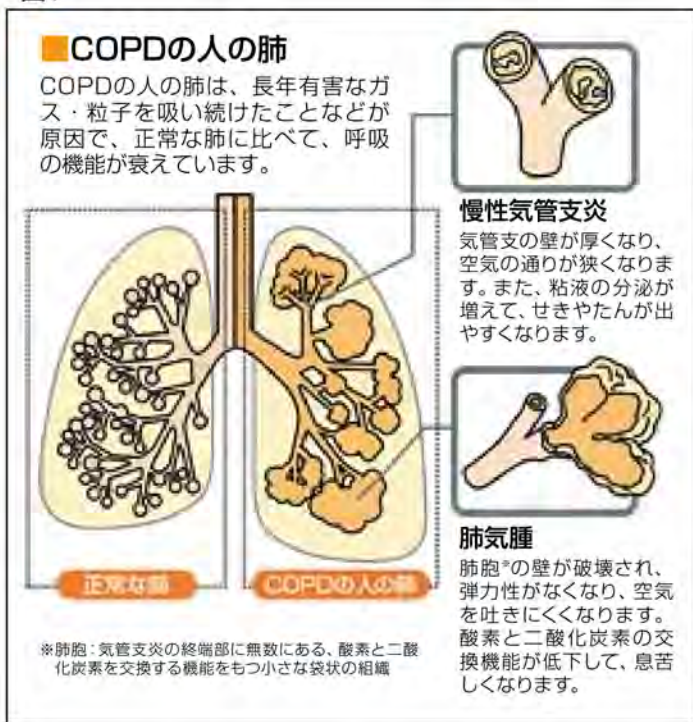 ■COPDの人の肺
COPDの人の肺は、長年有害なガ
ス・粒子を吸い続けたことなどが
原因で、正常な肺に比べて、呼吸
の機能が衰えています。
慢性気管支炎
気管支の壁が厚くなり、
空気の通りが狭くなりま
す。また、粘液の分泌が
増えて、せきやたんが出
やすくなります。
肺気腫
肺胞※の壁が破壊され、
弾力性がなくなり、空気
を吐きにくくなります。
酸素と二酸化炭素の交
換機能が低下して、息苦
しくなります。
正常な肺
COPDの人の肺
※肺胞：気管支炎の終端部に無数にある、酸素と二酸
化炭素を交換する機能をもつ小さな袋状の組織